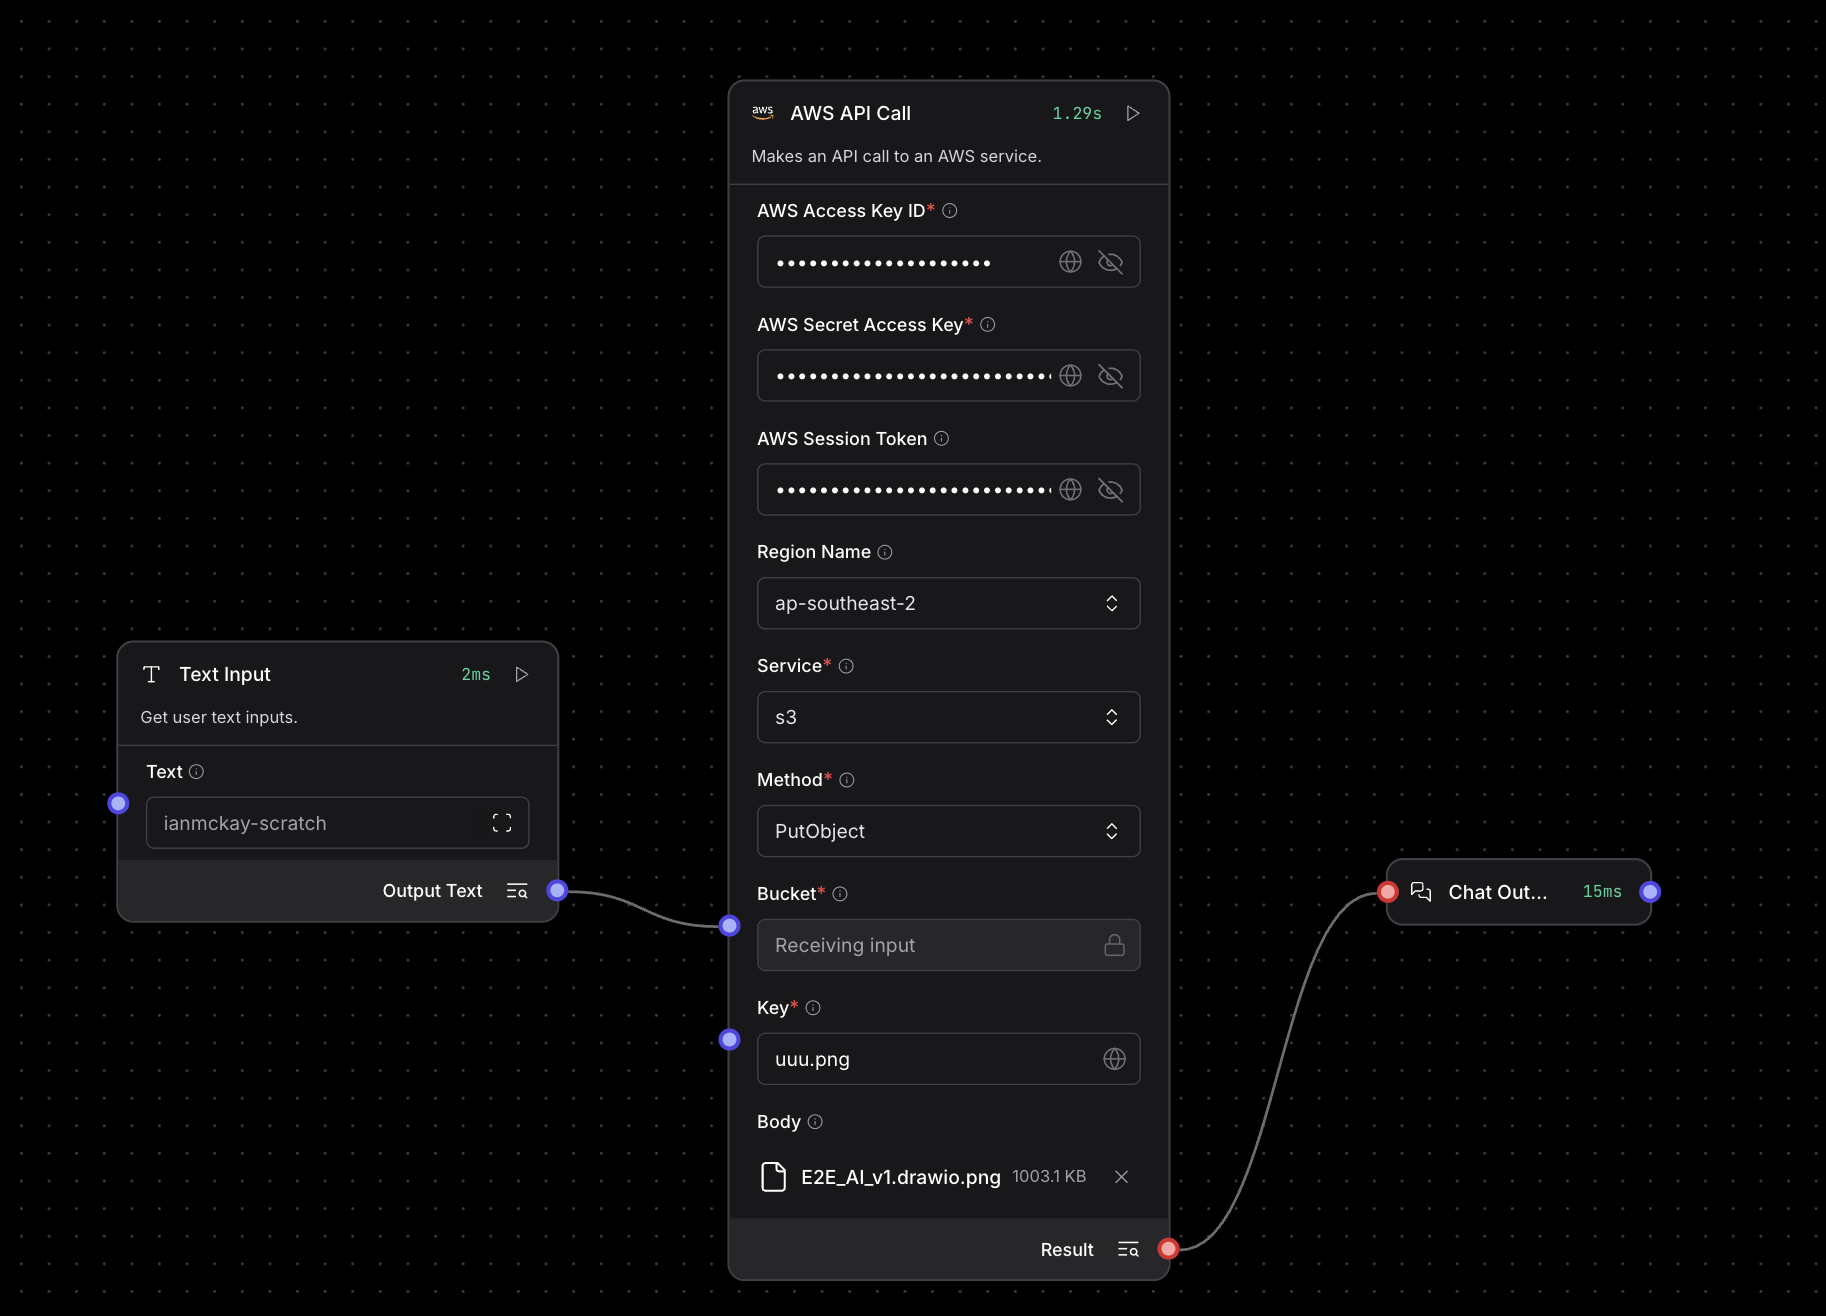 aws AWS API Call 1.29s
Makes an API call to an AWS service.
AWS Access Key ID*
•••••••••••••••••••• 
AWS Secret Access Key*
•••••••••••••••••••••••••
AWS Session Token
•••••••••••••••••••••••••
Region Name
ap-southeast-2
Service*
s3
Method*
PutObject
Bucket*
Receiving input
Key*
uuu.png
Body
E2E_AI_v1.drawio.png 1003.1 KB
Result
Text Input 2ms
Get user text inputs.
Text
ianmckay-scratch
Output Text
Chat Out... 15ms